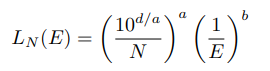 L_N(E) = \left( \frac{10^{d/a}}{N} \right)^a \left( \frac{1}{E} \right)^b